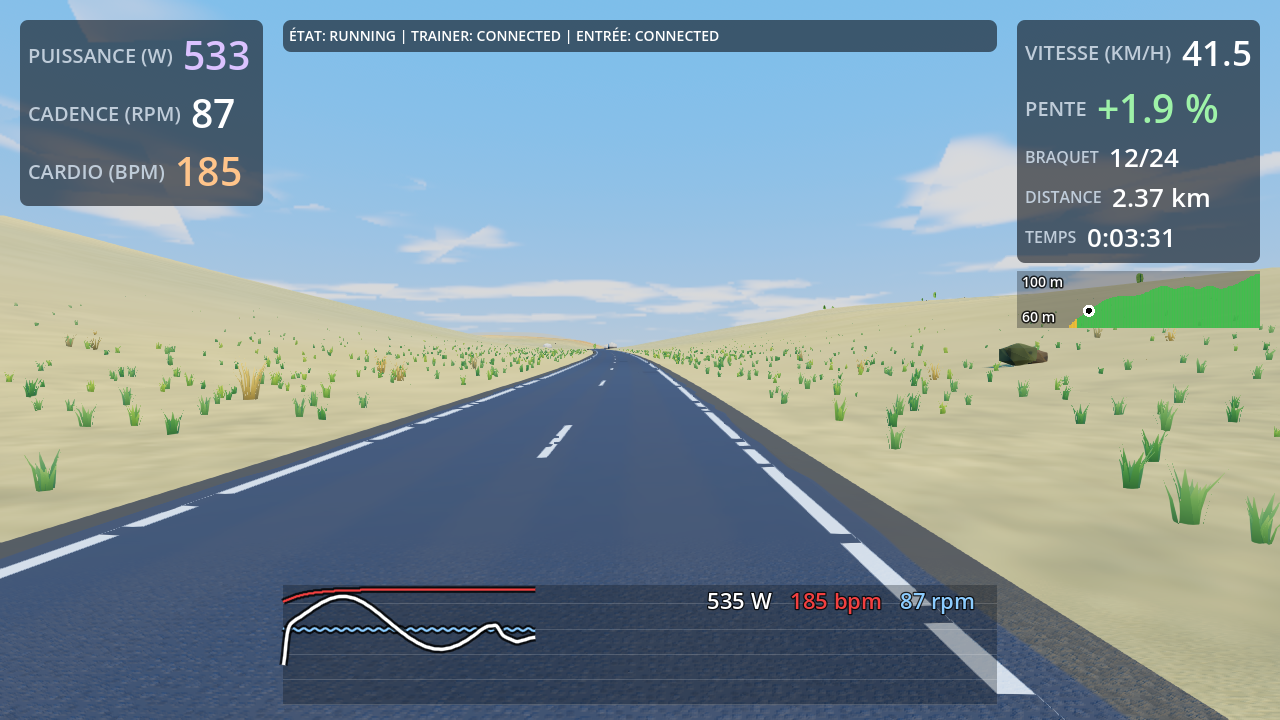 PUISSANCE (W) 533
CADENCE (RPM) 87
CARDIO (BPM) 185
ÉTAT: RUNNING | TRAINER: CONNECTED | ENTRÉE: CONNECTED
VITESSE (KM/H) 41.5
PENTE +1.9 %
BRAQUET 12/24
DISTANCE 2.37 km
TEMPS 0:03:31
100 m
60 m
535 W 185 bpm 87 rpm